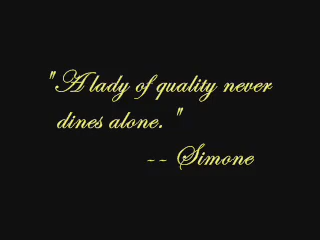 "A lady of quality never
dines alone. "
-- Simone